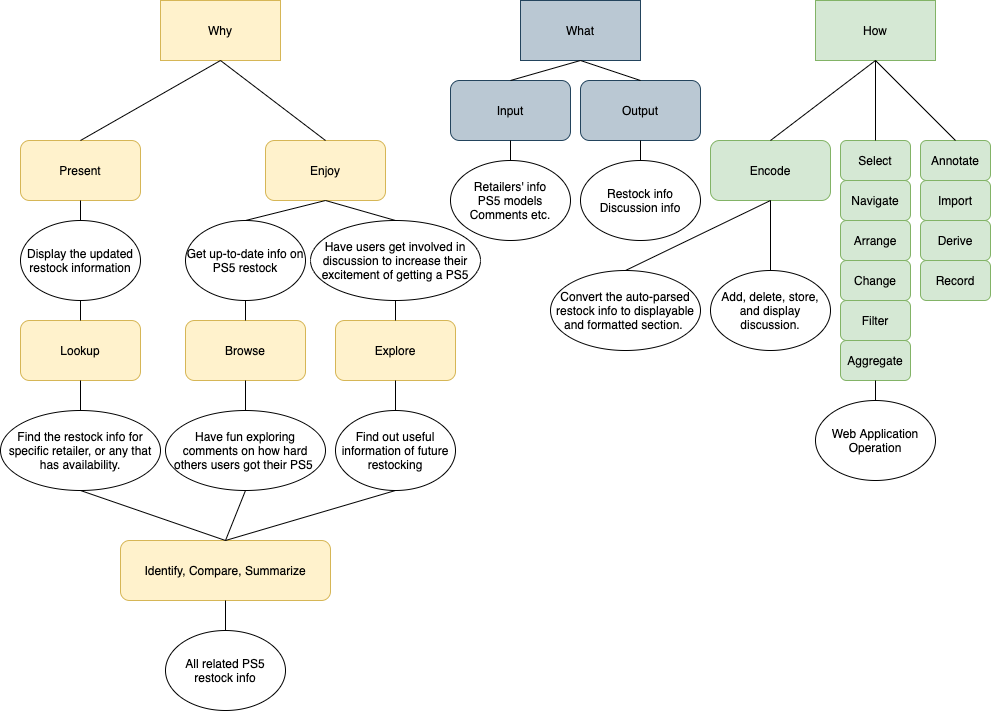 Why
What
How
Input
Output
Present
Enjoy
Encode
Select
Annotate
Retailers' info
PS5 models
Comments etc.
Restock info
Discussion info
Navigate
Import
Arrange
Derive
Change
Record
Filter
Aggregate
Display the updated
restock information
Get up-to-date info on
PS5 restock
Have users get involved in
discussion to increase their
excitement of getting a PS5
Convert the auto-parsed
restock info to displayable
and formatted section.
Add, delete, store,
and display
discussion.
Lookup
Browse
Explore
Web Application
Operation
Find the restock info for
specific retailer, or any that
has availability.
Have fun exploring
comments on how hard
others users got their PS5
Find out useful
information of future
restocking
Identify, Compare, Summarize
All related PS5
restock info